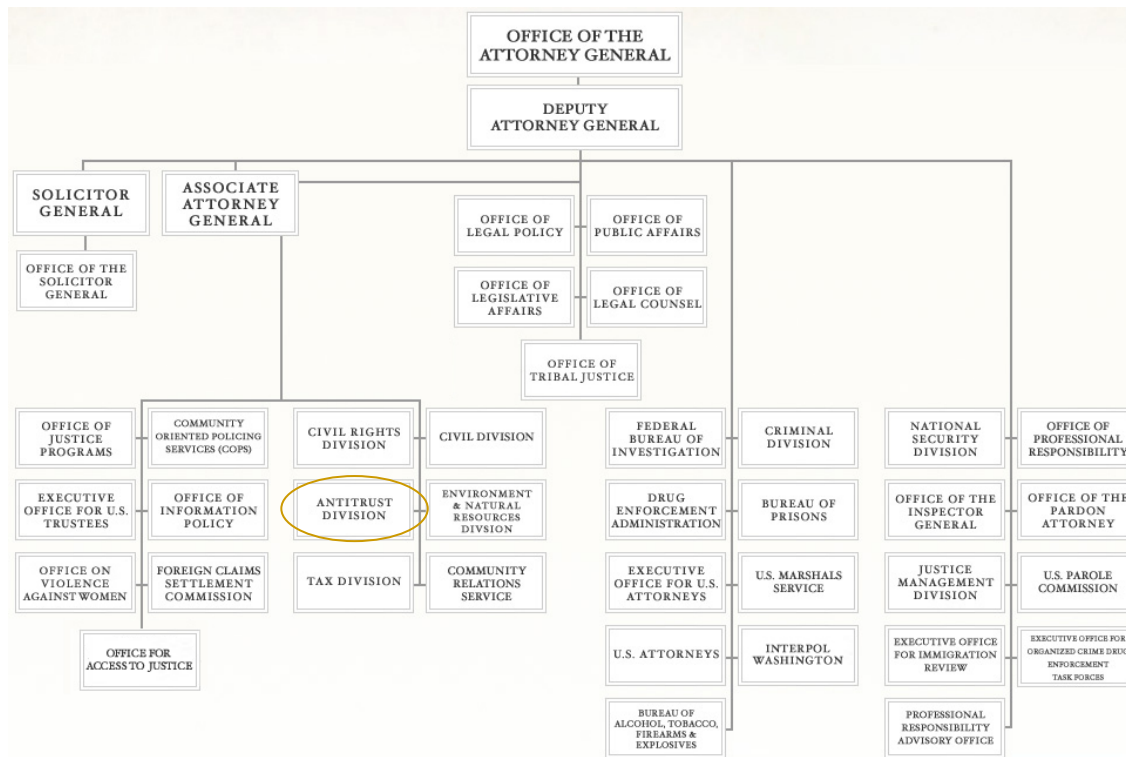 OFFICE OF THE
ATTORNEY GENERAL
DEPUTY
ATTORNEY GENERAL
SOLICITOR
GENERAL
ASSOCIATE
ATTORNEY
GENERAL
OFFICE OF THE
SOLICITOR
GENERAL
OFFICE OF
LEGAL POLICY
OFFICE OF
PUBLIC AFFAIRS
OFFICE OF
LEGISLATIVE
AFFAIRS
OFFICE OF
LEGAL COUNSEL
OFFICE OF
TRIBAL JUSTICE
OFFICE OF
JUSTICE
PROGRAMS
COMMUNITY
ORIENTED POLICING
SERVICES (COPS)
CIVIL RIGHTS
DIVISION
CIVIL DIVISION
FEDERAL
BUREAU OF
INVESTIGATION
CRIMINAL
DIVISION
NATIONAL
SECURITY
DIVISION
OFFICE OF
PROFESSIONAL
RESPONSIBILITY
EXECUTIVE
OFFICE FOR U.S.
TRUSTEES
OFFICE OF
INFORMATION
POLICY
ANTITRUST
DIVISION
ENVIRONMENT
& NATURAL
RESOURCES
DIVSION
DRUG
ENFORCEMENT
ADMINISTRATION
BUREAU OF
PRISONS
OFFICE OF THE
INSPECTOR
GENERAL
OFFICE OF THE
PARDON
ATTORNEY
OFFICE ON
VIOLENCE
AGAINST WOMEN
FOREIGN CLAIMS
SETTLEMENT
COMMISSION
TAX DIVISION
COMMUNITY
RELATIONS
SERVICE
EXECUTIVE
OFFICE FOR U.S.
ATTORNEYS
U.S. MARSHALS
SERVICE
JUSTICE
MANAGEMENT
DIVISION
U.S. PAROLE
COMMISSION
OFFICE FOR
ACCESS TO JUSTICE
U.S. ATTORNEYS
INTERPOL
WASHINGTON
EXECUTIVE OFFICE
FOR IMMIGRATION
REVIEW
EXECUTIVE OFFICE FOR
ORGANIZED CRIME DRUG
ENFORCEMENT
TASK FORCES
BUREAU OF
ALCOHOL, TOBACCO,
FIREARMS &
EXPLOSIVES
PROFESSIONAL
RESPONSIBILITY
ADVISORY OFFICE